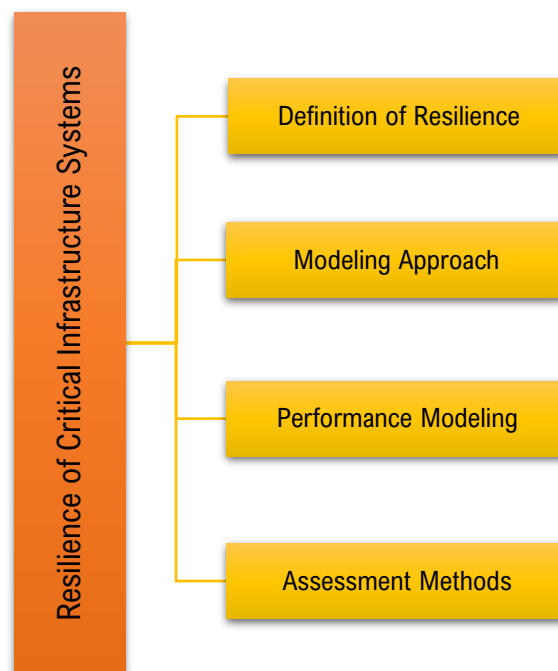 Resilience of Critical Infrastructure Systems
Definition of Resilience
Modeling Approach
Performance Modeling
Assessment Methods